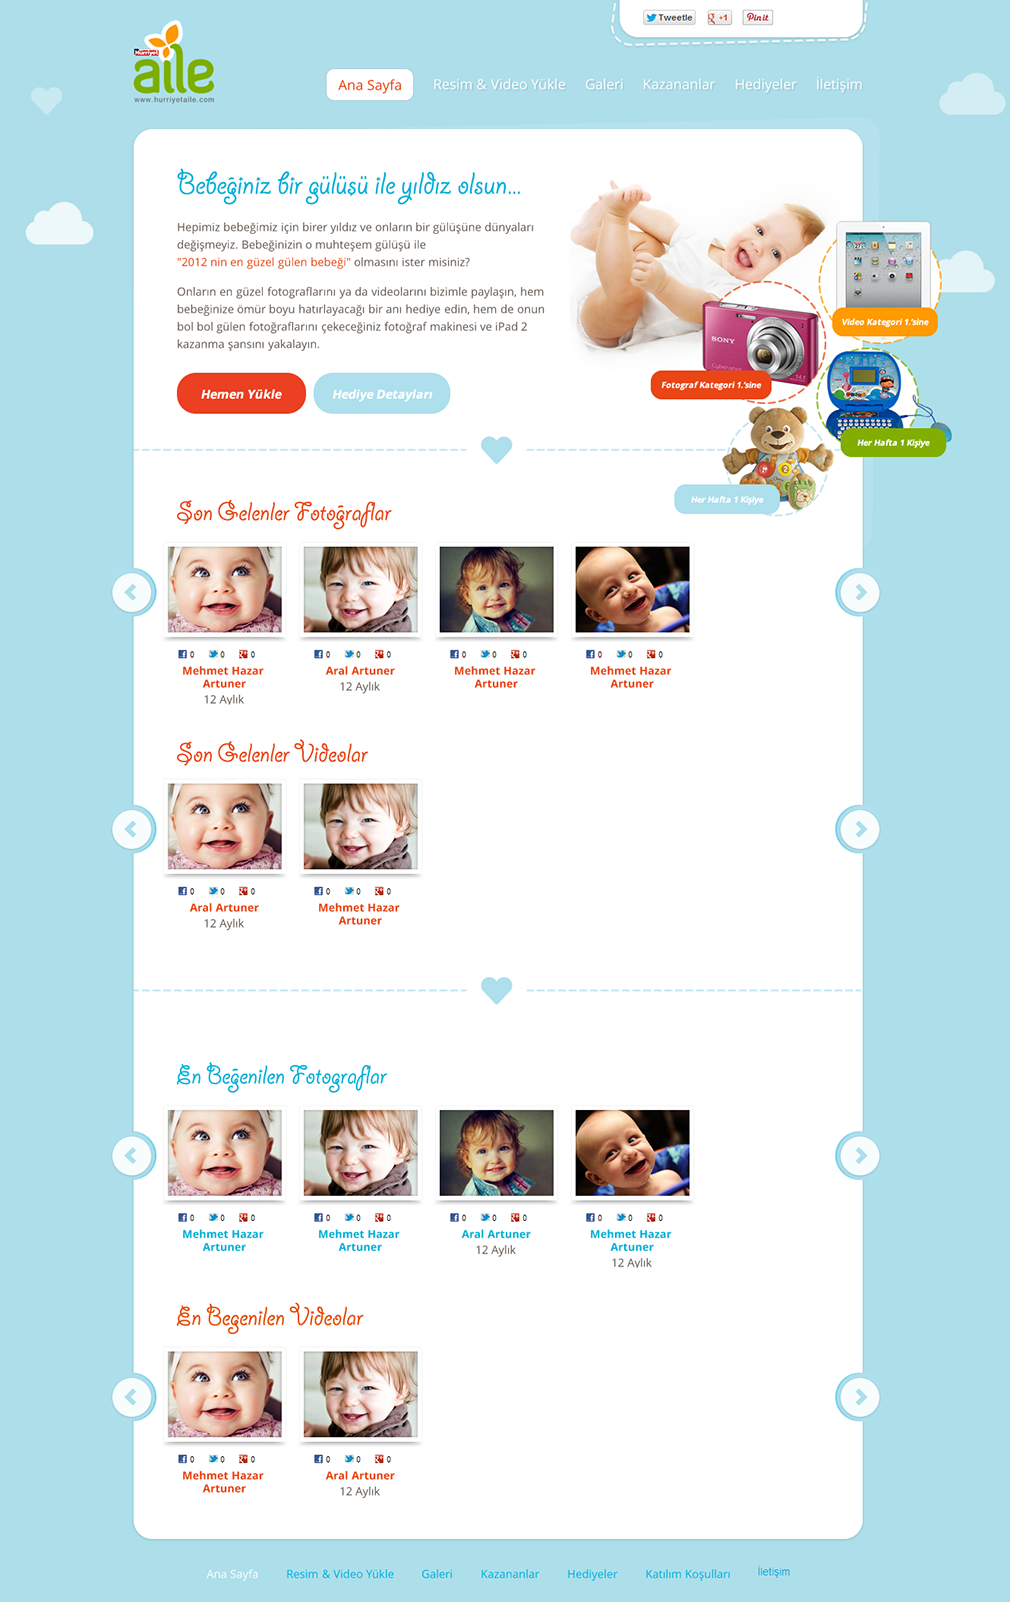 Tweetle
+1
Pin it
Hürriyet
aile
www.hurriyetaile.com
Ana Sayfa
Resim & Video Yükle
Galeri
Kazananlar
Hediyeler
İletişim
Bebeğiniz bir gülüşü ile yıldız olsun...
Hepimiz bebeğimiz için birer yıldız ve onların bir gülüşüne dünyaları
değişmeyiz. Bebeğinizin o muhteşem gülüşü ile
"2012 nin en güzel gülen bebeği" olmasını ister misiniz?
Onların en güzel fotograflarını ya da videolarını bizimle paylaşın, hem
bebeğinize ömür boyu hatırlayacağı bir anı hediye edin, hem de onun
bol bol gülen fotoğraflarını çekeceğiniz fotoğraf makinesi ve iPad 2
kazanma şansını yakalayın.
Hemen Yükle
Hediye Detayları
Video Kategori 1.'sine
SONY
Fotograf Kategori 1.'sine
Her Hafta 1 Kişiye
Her Hafta 1 Kişiye
Son Gelenler Fotoğraflar
0 0 0
0 0 0
0 0 0
0 0 0
Mehmet Hazar
Artuner
12 Aylık
Aral Artuner
12 Aylık
Mehmet Hazar
Artuner
Mehmet Hazar
Artuner
Son Gelenler Videolar
0 0 0
0 0 0
Aral Artuner
12 Aylık
Mehmet Hazar
Artuner
En Beğenilen Fotograflar
0 0 0
0 0 0
0 0 0
0 0 0
Mehmet Hazar
Artuner
Mehmet Hazar
Artuner
Aral Artuner
12 Aylık
Mehmet Hazar
Artuner
12 Aylık
En Begenilen Videolar
0 0 0
0 0 0
Mehmet Hazar
Artuner
Aral Artuner
12 Aylık
Ana Sayfa
Resim & Video Yükle
Galeri
Kazananlar
Hediyeler
Katılım Koşulları
İletişim